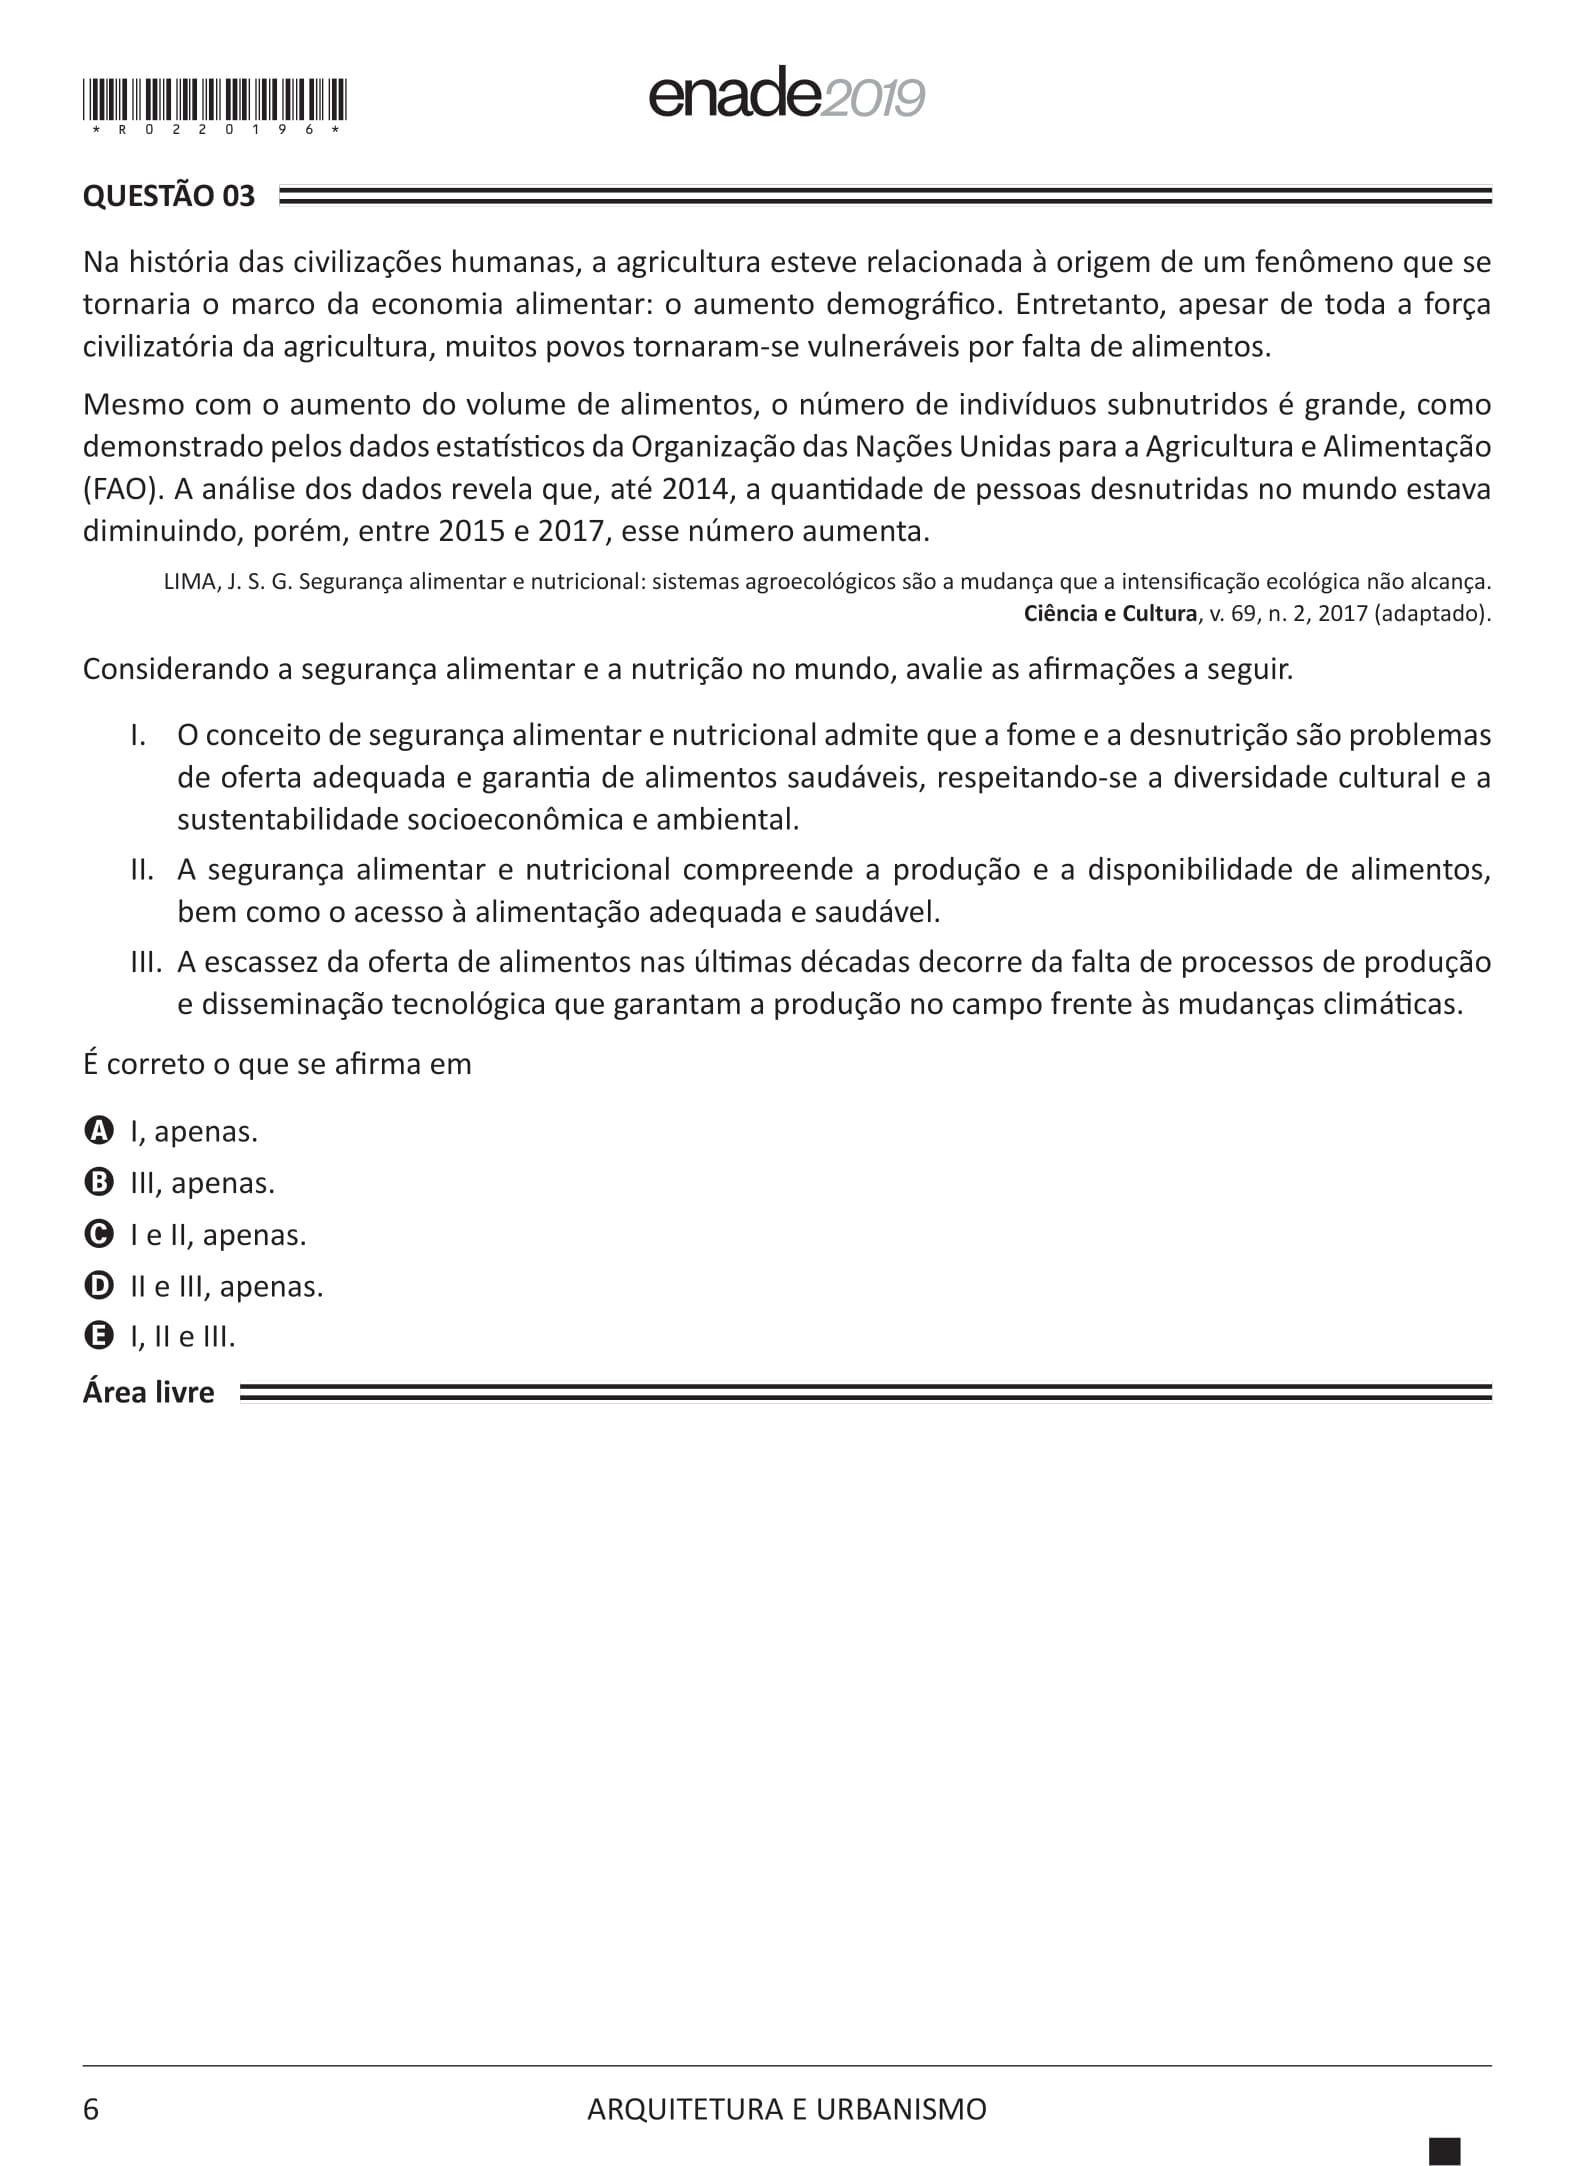 *R0220196*
enade2019
QUESTÃO 03
Na história das civilizações humanas, a agricultura esteve relacionada à origem de um fenômeno que se
tornaria o marco da economia alimentar: o aumento demográfico. Entretanto, apesar de toda a força
civilizatória da agricultura, muitos povos tornaram-se vulneráveis por falta de alimentos.
Mesmo com o aumento do volume de alimentos, o número de indivíduos subnutridos é grande, como
demonstrado pelos dados estatísticos da Organização das Nações Unidas para a Agricultura e Alimentação
(FAO). A análise dos dados revela que, até 2014, a quantidade de pessoas desnutridas no mundo estava
diminuindo, porém, entre 2015 e 2017, esse número aumenta.
LIMA, J. S. G. Segurança alimentar e nutricional: sistemas agroecológicos são a mudança que a intensificação ecológica não alcança.
Ciência e Cultura, v. 69, n. 2, 2017 (adaptado).
Considerando a segurança alimentar e a nutrição no mundo, avalie as afirmações a seguir.
I. O conceito de segurança alimentar e nutricional admite que a fome e a desnutrição são problemas
de oferta adequada e garantia de alimentos saudáveis, respeitando-se a diversidade cultural e a
sustentabilidade socioeconômica e ambiental.
II. A segurança alimentar e nutricional compreende a produção e a disponibilidade de alimentos,
bem como o acesso à alimentação adequada e saudável.
III. A escassez da oferta de alimentos nas últimas décadas decorre da falta de processos de produção
e disseminação tecnológica que garantam a produção no campo frente às mudanças climáticas.
É correto o que se afirma em
A I, apenas.
B III, apenas.
C I e II, apenas.
D II e III, apenas.
E I, II e III.
Área livre
6 ARQUITETURA E URBANISMO